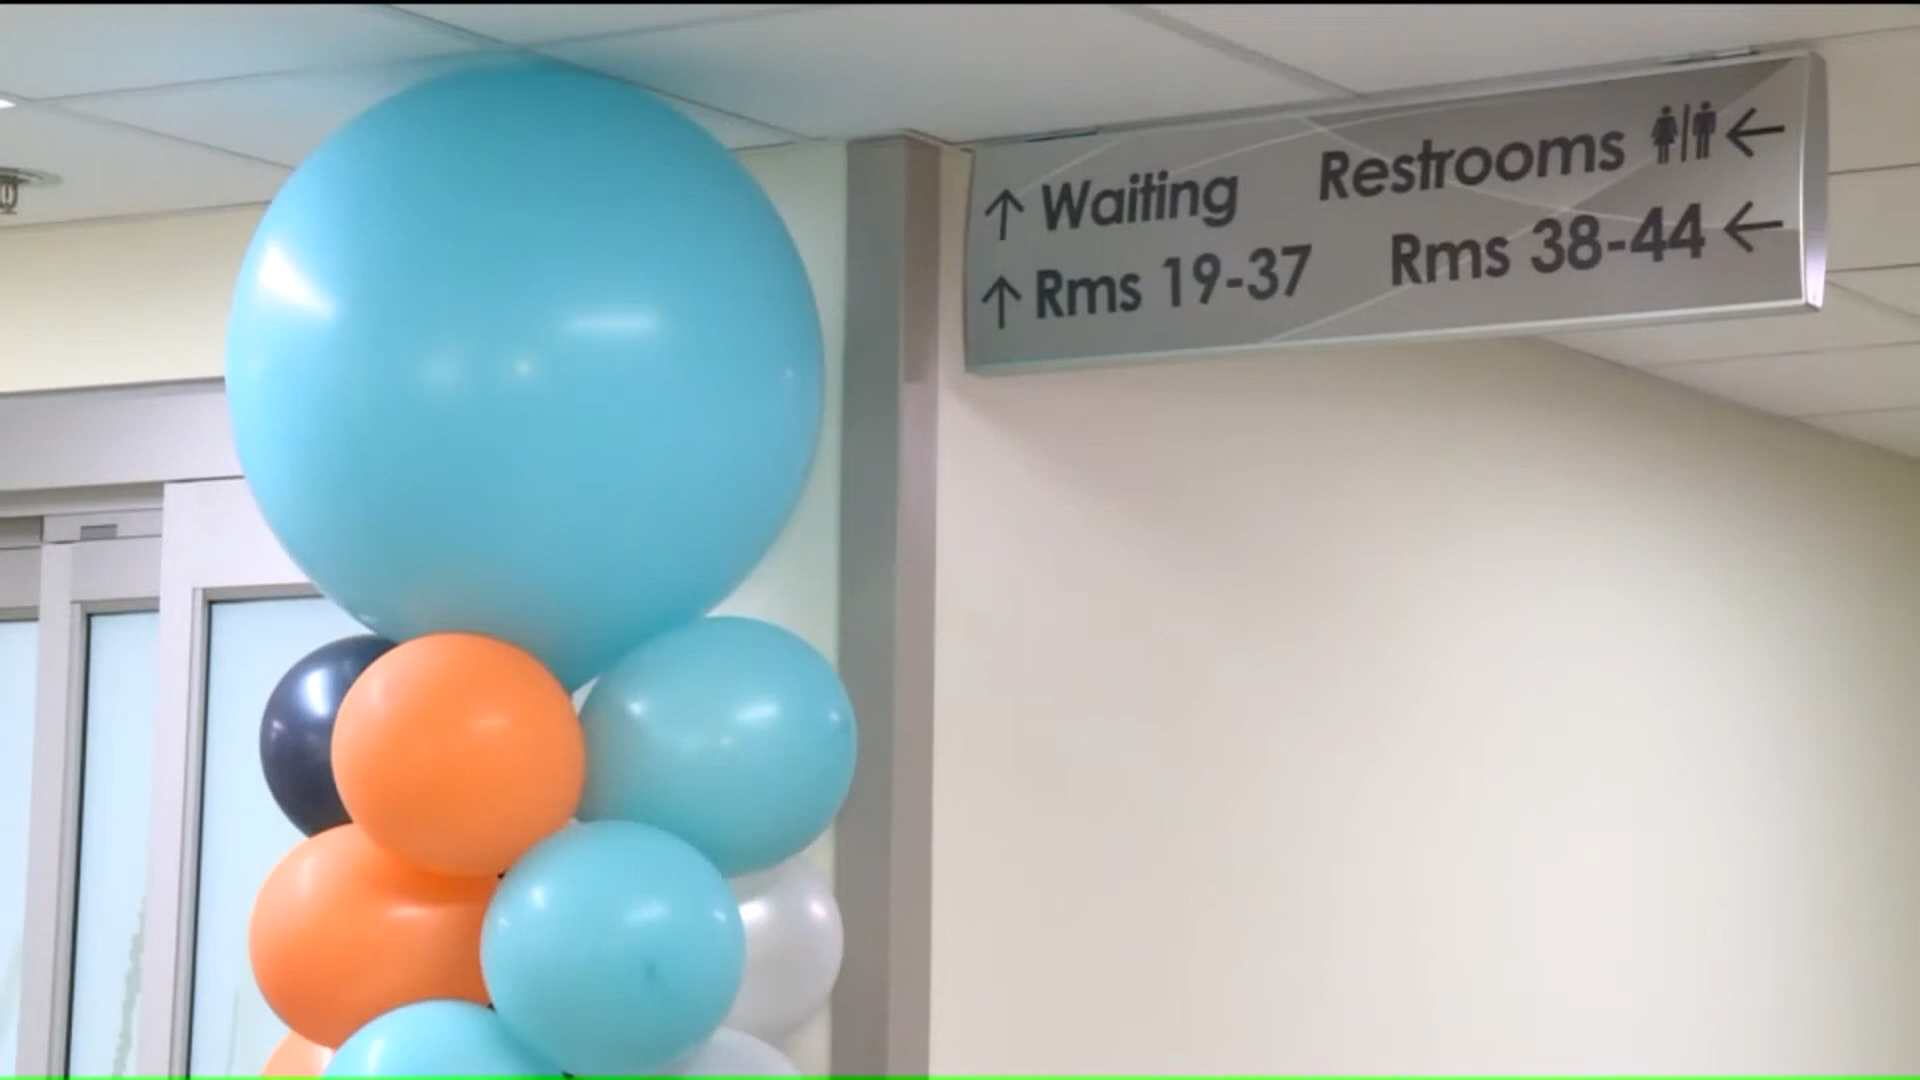 ↑ Waiting Restrooms ←
↑ Rms 19-37 Rms 38-44 ←